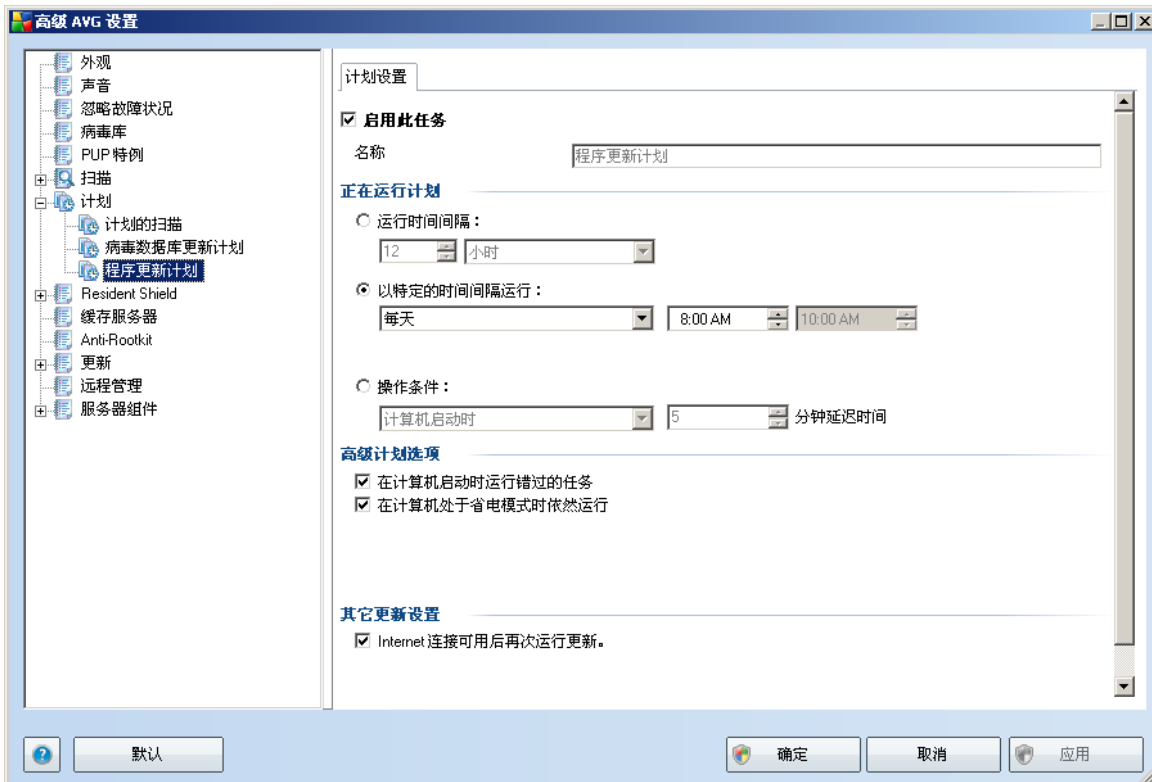 高级 AVG 设置
外观
声音
忽略故障状况
病毒库
PUP 特例
扫描
计划
计划的扫描
病毒数据库更新计划
程序更新计划
Resident Shield
缓存服务器
Anti-Rootkit
更新
远程管理
服务器组件
计划设置
启用此任务
名称 程序更新计划
正在运行计划
运行时间间隔：
12 小时
以特定的时间间隔运行：
每天 8:00 AM 10:00 AM
操作条件：
计算机启动时 5 分钟延迟时间
高级计划选项
在计算机启动时运行错过的任务
在计算机处于省电模式时依然运行
其它更新设置
Internet 连接可用后再次运行更新。
? 默认 确定 取消 应用